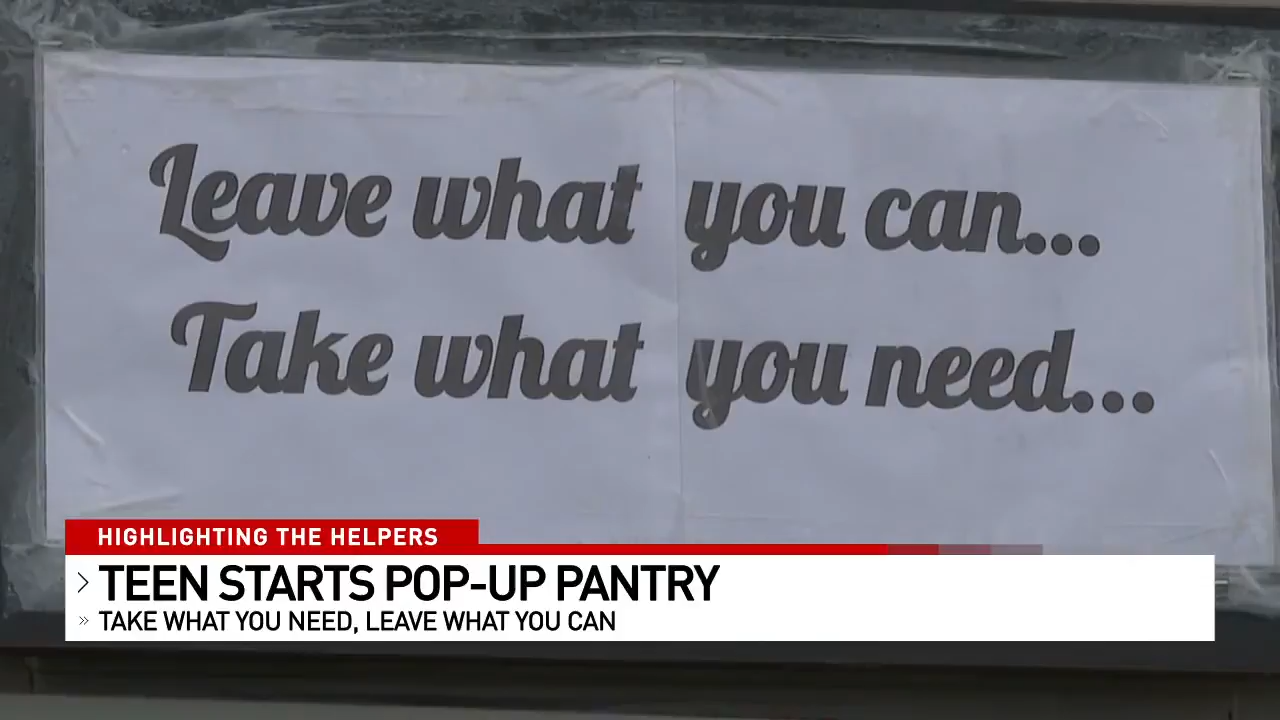 Leave what you can...
Take what you need...
HIGHLIGHTING THE HELPERS
TEEN STARTS POP-UP PANTRY
TAKE WHAT YOU NEED, LEAVE WHAT YOU CAN